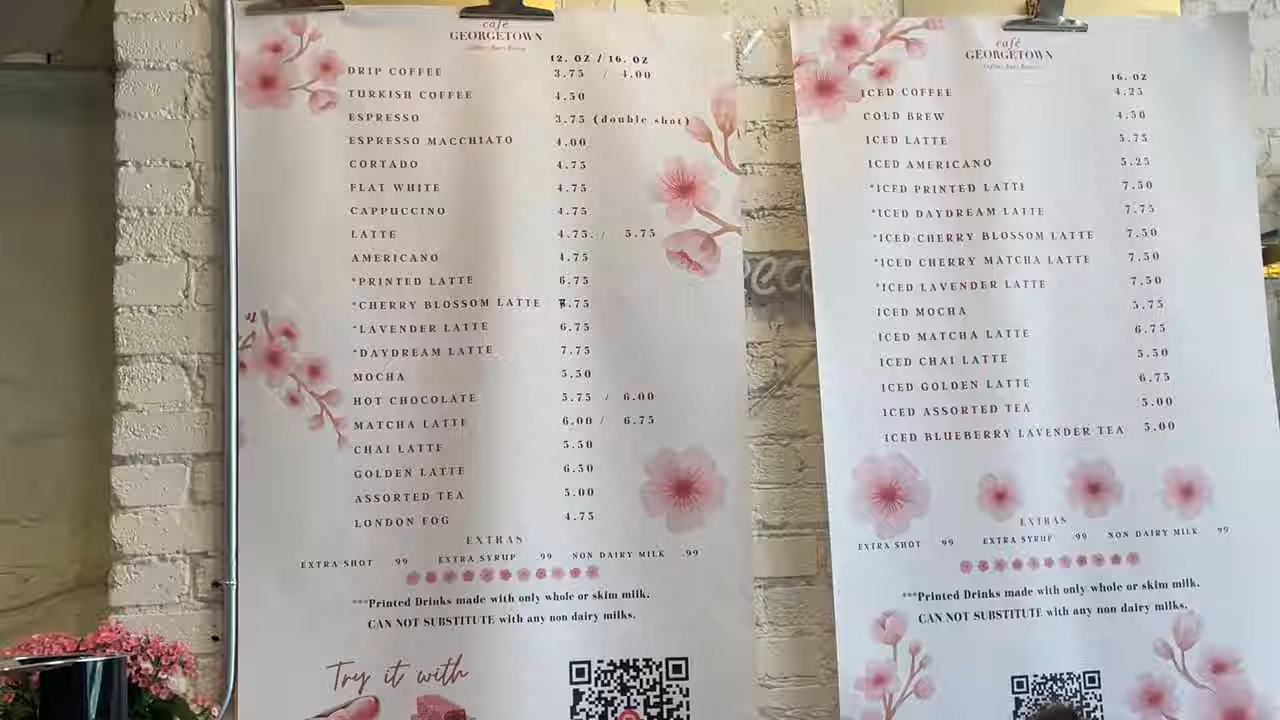 café
GEORGETOWN
12. OZ / 16. OZ
DRIP COFFEE 3.75 / 4.00
TURKISH COFFEE 4.50
ESPRESSO 3.75 (double shot)
ESPRESSO MACCHIATO 4.00
CORTADO 4.75
FLAT WHITE 4.75
CAPPUCCINO 4.75
LATTE 4.75 / 5.75
AMERICANO 4.75
*PRINTED LATTE 6.75
*CHERRY BLOSSOM LATTE 7.75
*LAVENDER LATTE 6.75
*DAYDREAM LATTE 7.75
MOCHA 5.50
HOT CHOCOLATE 5.75 / 6.00
MATCHA LATTE 6.00 / 6.75
CHAI LATTE 5.50
GOLDEN LATTE 6.50
ASSORTED TEA 5.00
LONDON FOG 4.75
EXTRAS
EXTRA SHOT .99 EXTRA SYRUP .99 NON DAIRY MILK .99
***Printed Drinks made with only whole or skim milk.
CAN NOT SUBSTITUTE with any non dairy milks.
Try it with
café
GEORGETOWN
16. OZ
ICED COFFEE 4.25
COLD BREW 4.50
ICED LATTE 5.75
ICED AMERICANO 5.25
*ICED PRINTED LATTE 7.50
*ICED DAYDREAM LATTE 7.75
*ICED CHERRY BLOSSOM LATTE 7.50
*ICED CHERRY MATCHA LATTE 7.50
*ICED LAVENDER LATTE 7.50
ICED MOCHA 5.75
ICED MATCHA LATTE 6.75
ICED CHAI LATTE 5.50
ICED GOLDEN LATTE 6.75
ICED ASSORTED TEA 5.00
ICED BLUEBERRY LAVENDER TEA 5.00
EXTRAS
EXTRA SHOT .99 EXTRA SYRUP .99 NON DAIRY MILK .99
***Printed Drinks made with only whole or skim milk.
CAN NOT SUBSTITUTE with any non dairy milks.